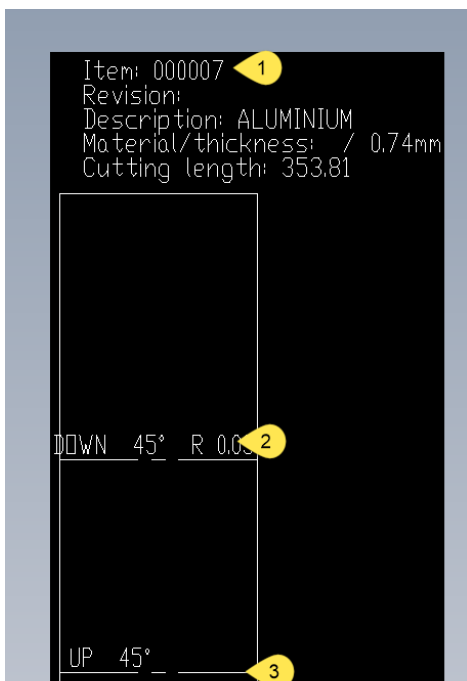 Item: 000007
1
Revision:
Description: ALUMINIUM
Material/thickness: / 0.74mm
Cutting length: 353.81
DOWN 45° R
2
UP 45°
3